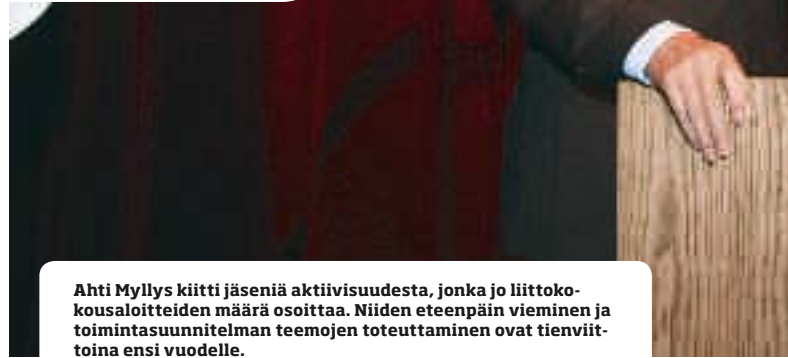 Ahti Myllys kiitti jäseniä aktiivisuudesta, jonka jo liittoko-
kousaloitteiden määrä osoittaa. Niiden eteenpäin vieminen ja
toimintasuunnitelman teemojen toteuttaminen ovat tienviit-
toina ensi vuodelle.